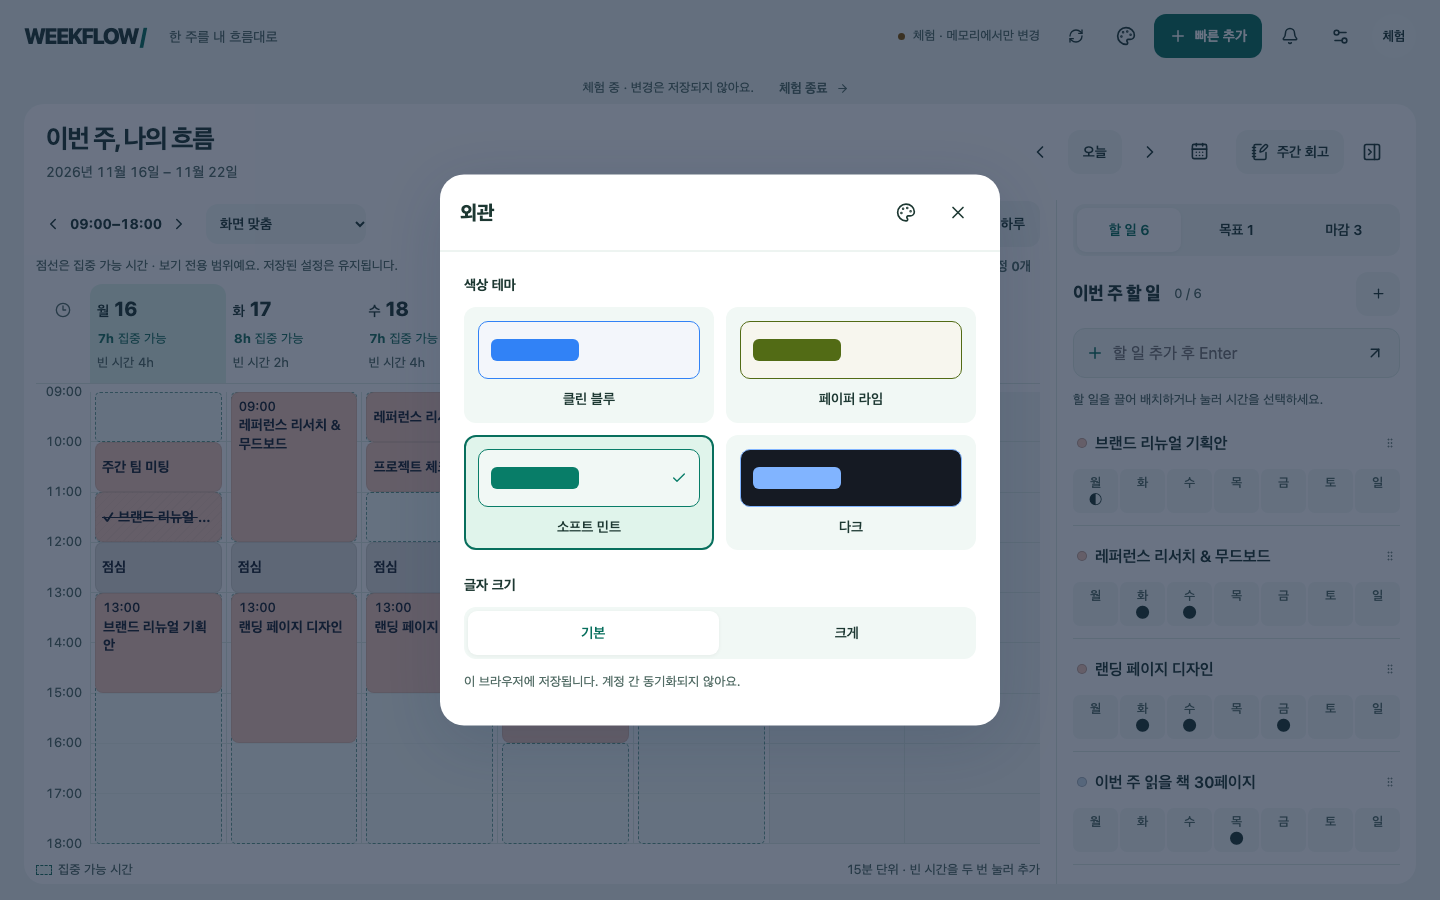 WEEKFLOW/
한 주를 내 흐름대로
체험 · 메모리에서만 변경
빠른 추가
체험
체험 중 · 변경은 저장되지 않아요.
체험 종료 →
이번 주, 나의 흐름
2026년 11월 16일 – 11월 22일
오늘
주간 회고
09:00–18:00
화면 맞춤
하루
점선은 집중 가능 시간 · 보기 전용 범위예요. 저장된 설정은 유지됩니다.
정 0개
월 16
7h 집중 가능
빈 시간 4h
화 17
8h 집중 가능
빈 시간 2h
수 18
7h 집중 가능
빈 시간 4h
09:00
10:00
11:00
12:00
13:00
14:00
15:00
16:00
17:00
18:00
주간 팀 미팅
브랜드 리뉴얼 ...
점심
13:00
브랜드 리뉴얼 기획
안
09:00
레퍼런스 리서치 &
무드보드
점심
13:00
랜딩 페이지 디자인
레퍼런스 리
프로젝트 체
점심
13:00
랜딩 페이지
집중 가능 시간
15분 단위 · 빈 시간을 두 번 눌러 추가
외관
색상 테마
클린 블루
페이퍼 라임
소프트 민트
다크
글자 크기
기본
크게
이 브라우저에 저장됩니다. 계정 간 동기화되지 않아요.
할 일 6
목표 1
마감 3
이번 주 할 일
0 / 6
+
+ 할 일 추가 후 Enter
할 일을 끌어 배치하거나 눌러 시간을 선택하세요.
브랜드 리뉴얼 기획안
월 화 수 목 금 토 일
레퍼런스 리서치 & 무드보드
월 화 수 목 금 토 일
랜딩 페이지 디자인
월 화 수 목 금 토 일
이번 주 읽을 책 30페이지
월 화 수 목 금 토 일